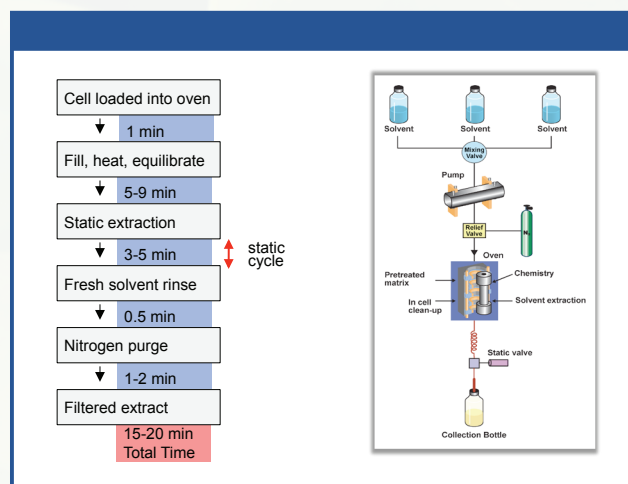 Cell loaded into oven
1 min
Fill, heat, equilibrate
5-9 min
Static extraction
3-5 min
static
cycle
Fresh solvent rinse
0.5 min
Nitrogen purge
1-2 min
Filtered extract
15-20 min
Total Time
Solvent
Solvent
Solvent
Mixing
Valve
Pump
Relief
Valve
N₂
Oven
Pretreated
matrix
Chemistry
In cell
clean-up
Solvent extraction
Static valve
Collection Bottle